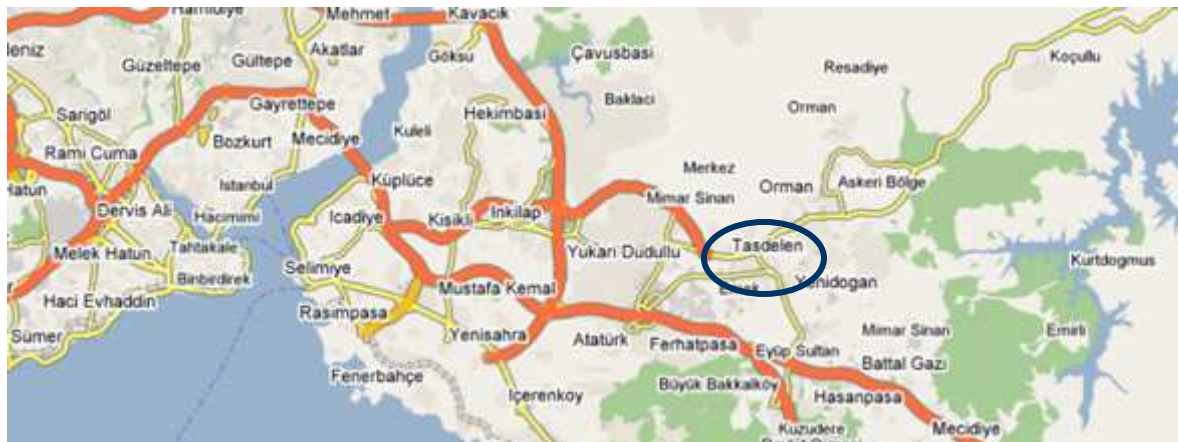 Hamidiye
Mehmet
Kavacık
deniz
Güzeltepe
Gültepe
Akatlar
Göksu
Çavusbasi
Resadiye
Koçullu
Sarigöl
Gayrettepe
Hekimbasi
Baklaci
Orman
Rami Cuma
Bozkurt
Mecidiye
Kuleli
Merkez
Hatun
Istanbul
Küplüce
Mimar Sinan
Orman
Askeri Bölge
Dervis Ali
Hacimimi
Icadiye
Kisikli
Inkilap
Melek Hatun
Tahtakale
Yukarı Dudullu
Tasdelen
Binbirdirek
Selimiye
Kurtdogmus
Haci Evhaddin
Mustafa Kemal
Yenidogan
Rasimpasa
Sümer
Yenisahra
Atatürk
Ferhatpasa
Eyüp Sultan
Mimar Sinan
Emirli
Battal Gazi
Fenerbahçe
Içerenkoy
Büyük Bakkalköy
Hasanpasa
Kuzudere
Mecidiye